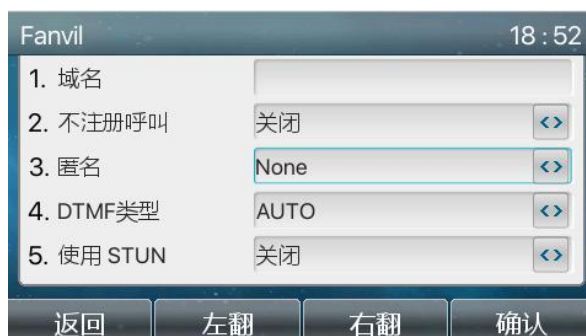 Fanvil 18:52
1. 域名
2. 不注册呼叫 关闭 <>
3. 匿名 None <>
4. DTMF类型 AUTO <>
5. 使用 STUN 关闭 <>
返回 左翻 右翻 确认